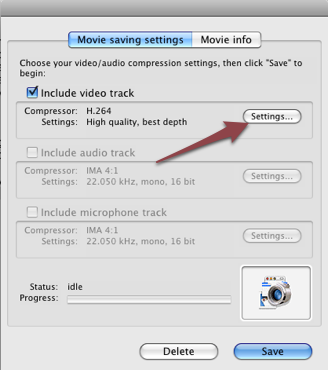 Movie saving settings Movie info
Choose your video/audio compression settings, then click "Save" to
begin:
Include video track
Compressor: H.264
Settings: High quality, best depth
Settings...
Include audio track
Compressor: IMA 4:1
Settings: 22.050 kHz, mono, 16 bit
Settings...
Include microphone track
Compressor: IMA 4:1
Settings: 22.050 kHz, mono, 16 bit
Settings...
Status: idle
Progress:
Delete Save